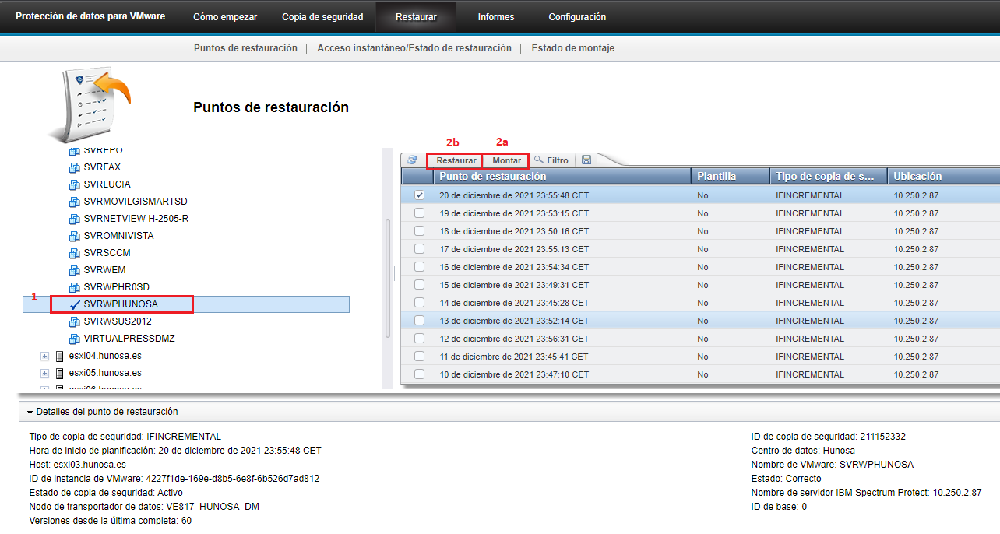 Protección de datos para VMware Cómo empezar Copia de seguridad Restaurar Informes Configuración
Puntos de restauración | Acceso instantáneo/Estado de restauración | Estado de montaje
Puntos de restauración
SVREPO
SVRFAX
SVRLUCIA
SVRMOVILGISMARTSD
SVRNETVIEW H-2505-R
SVROMNIVISTA
SVRSCCM
SVRWEM
SVRWPHR0SD
1 SVRWPHUNOSA
SVRWSUS2012
VIRTUALPRESSDMZ
esxi04.hunosa.es
esxi05.hunosa.es
esxi06.hunosa.es
2b 2a
Restaurar Montar Filtro
Punto de restauración Plantilla Tipo de copia de s... Ubicación
20 de diciembre de 2021 23:55:48 CET No IFINCREMENTAL 10.250.2.87
19 de diciembre de 2021 23:53:15 CET No IFINCREMENTAL 10.250.2.87
18 de diciembre de 2021 23:50:16 CET No IFINCREMENTAL 10.250.2.87
17 de diciembre de 2021 23:55:13 CET No IFINCREMENTAL 10.250.2.87
16 de diciembre de 2021 23:54:34 CET No IFINCREMENTAL 10.250.2.87
15 de diciembre de 2021 23:49:31 CET No IFINCREMENTAL 10.250.2.87
14 de diciembre de 2021 23:45:28 CET No IFINCREMENTAL 10.250.2.87
13 de diciembre de 2021 23:52:14 CET No IFINCREMENTAL 10.250.2.87
12 de diciembre de 2021 23:56:31 CET No IFINCREMENTAL 10.250.2.87
11 de diciembre de 2021 23:45:41 CET No IFINCREMENTAL 10.250.2.87
10 de diciembre de 2021 23:47:10 CET No IFINCREMENTAL 10.250.2.87
Detalles del punto de restauración
Tipo de copia de seguridad: IFINCREMENTAL
Hora de inicio de planificación: 20 de diciembre de 2021 23:55:48 CET
Host: esxi03.hunosa.es
ID de instancia de VMware: 4227f1de-169e-d8b5-6e8f-6b526d7ad812
Estado de copia de seguridad: Activo
Nodo de transportador de datos: VE817_HUNOSA_DM
Versiones desde la última completa: 60
ID de copia de seguridad: 211152332
Centro de datos: Hunosa
Nombre de VMware: SVRWPHUNOSA
Estado: Correcto
Nombre de servidor IBM Spectrum Protect: 10.250.2.87
ID de base: 0